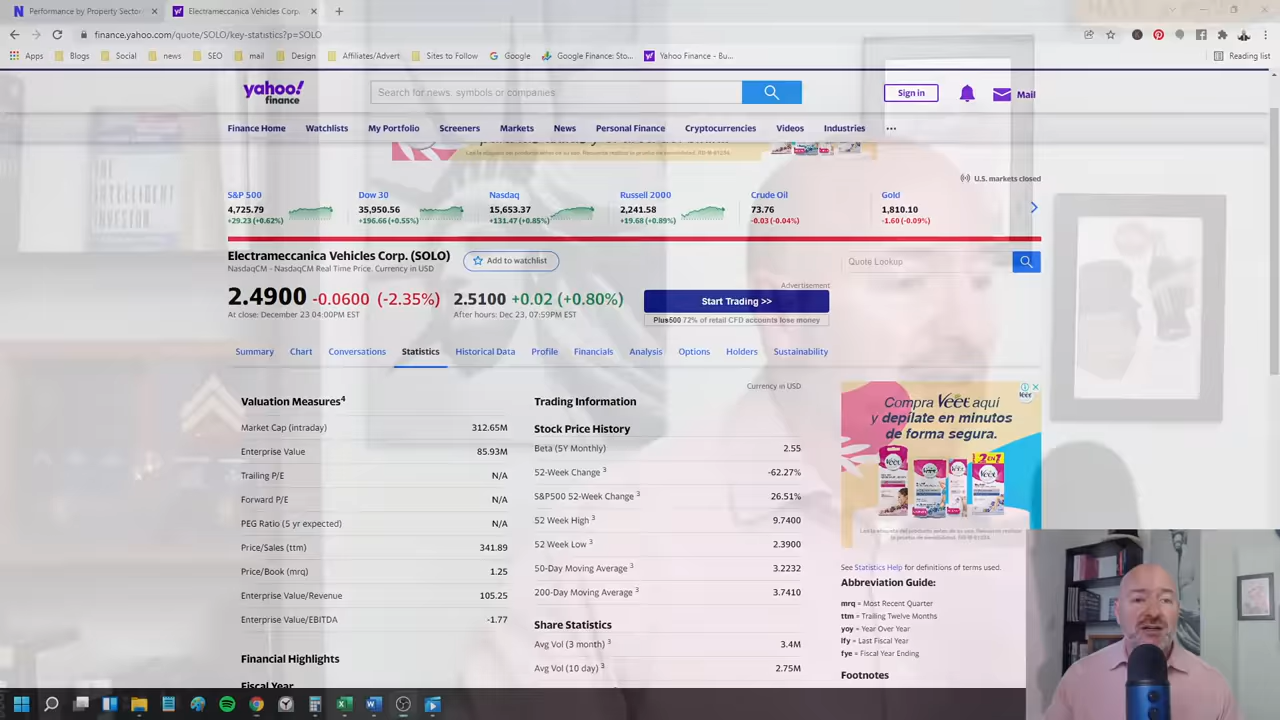 Performance by Property Sector
Electrameccanica Vehicles Corp.
finance.yahoo.com/quote/SOLO/key-statistics?p=SOLO
Apps Blogs Social news SEO mail Design Affiliates/Advert Sites to Follow Google Google Finance: Sto... Yahoo Finance - Bu... Reading list
yahoo!
finance
Search for news, symbols or companies
Sign in
Mail
Finance Home Watchlists My Portfolio Screeners Markets News Personal Finance Cryptocurrencies Videos Industries ...
U.S. markets closed
S&P 500 Dow 30 Nasdaq Russell 2000 Crude Oil Gold
4,725.79 35,950.56 15,653.37 2,241.58 73.76 1,810.10
+29.23 (+0.62%) +196.66 (+0.55%) +131.47 (+0.85%) +19.68 (+0.89%) -0.03 (-0.04%) -1.60 (-0.09%)
THE
INTELLIGENT
INVESTOR
Electrameccanica Vehicles Corp. (SOLO)
Add to watchlist
Quote Lookup
NasdaqCM - NasdaqCM Real Time Price. Currency in USD
2.4900 -0.0600 (-2.35%) 2.5100 +0.02 (+0.80%)
At close: December 23 04:00PM EST After hours: Dec 23, 07:59PM EST
Advertisement
Start Trading >>
Plus500 72% of retail CFD accounts lose money
Summary Chart Conversations Statistics Historical Data Profile Financials Analysis Options Holders Sustainability
Currency in USD
Valuation Measures4
Market Cap (intraday) 312.65M
Enterprise Value 85.93M
Trailing P/E N/A
Forward P/E N/A
PEG Ratio (5 yr expected) N/A
Price/Sales (ttm) 341.89
Price/Book (mrq) 1.25
Enterprise Value/Revenue 105.25
Enterprise Value/EBITDA -1.77
Financial Highlights
Fiscal Year
Trading Information
Stock Price History
Beta (5Y Monthly) 2.55
52-Week Change 3 -62.27%
S&P500 52-Week Change 3 26.51%
52 Week High 3 9.7400
52 Week Low 3 2.3900
50-Day Moving Average 3 3.2232
200-Day Moving Average 3 3.7410
Share Statistics
Avg Vol (3 month) 3 3.4M
Avg Vol (10 day) 3 2.75M
Compra Veet aquí
y depílate en minutos
de forma segura.
Veet
2 EN 1
See Statistics Help for definitions of terms used.
Abbreviation Guide:
mrq = Most Recent Quarter
ttm = Trailing Twelve Months
yoy = Year Over Year
lfy = Last Fiscal Year
fye = Fiscal Year Ending
Footnotes